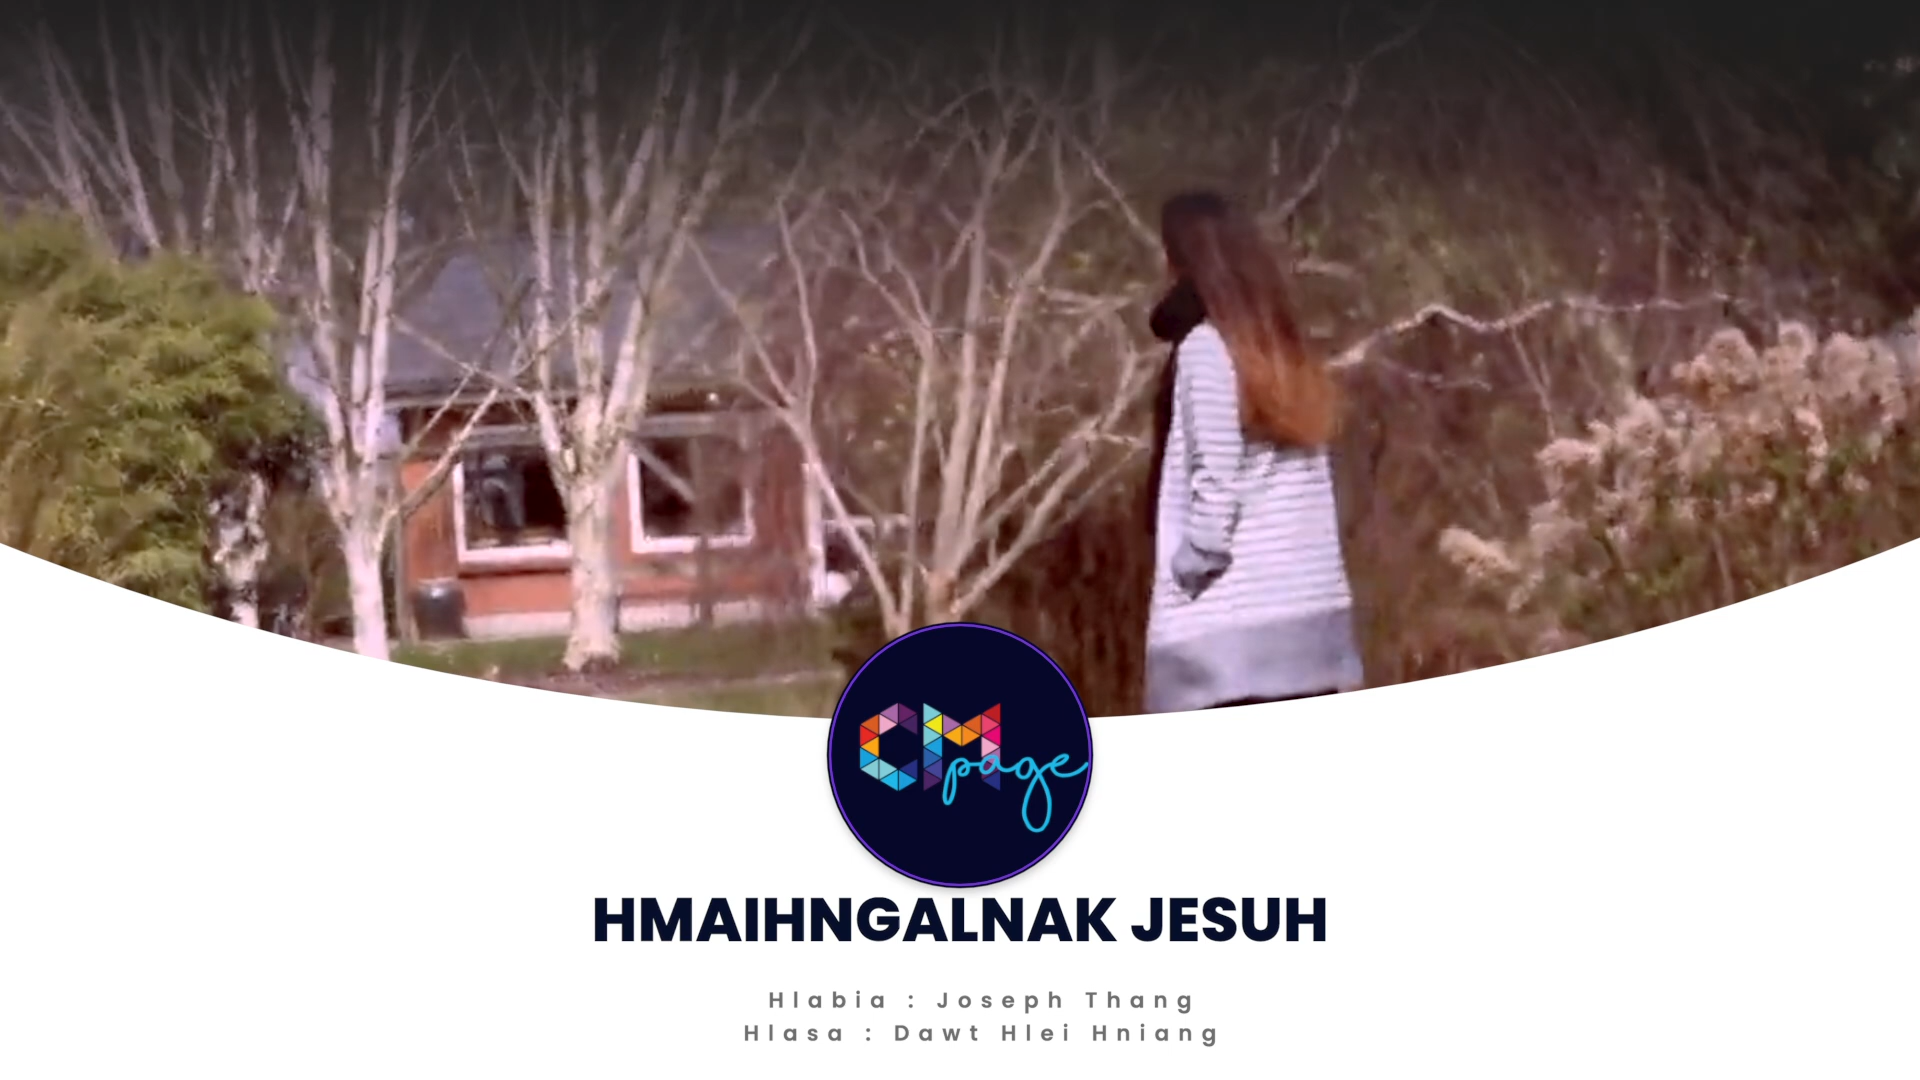 CM
page
HMAIHNGALNAK JESUH
Hlabia : Joseph Thang
Hlasa : Dawt Hlei Hniang